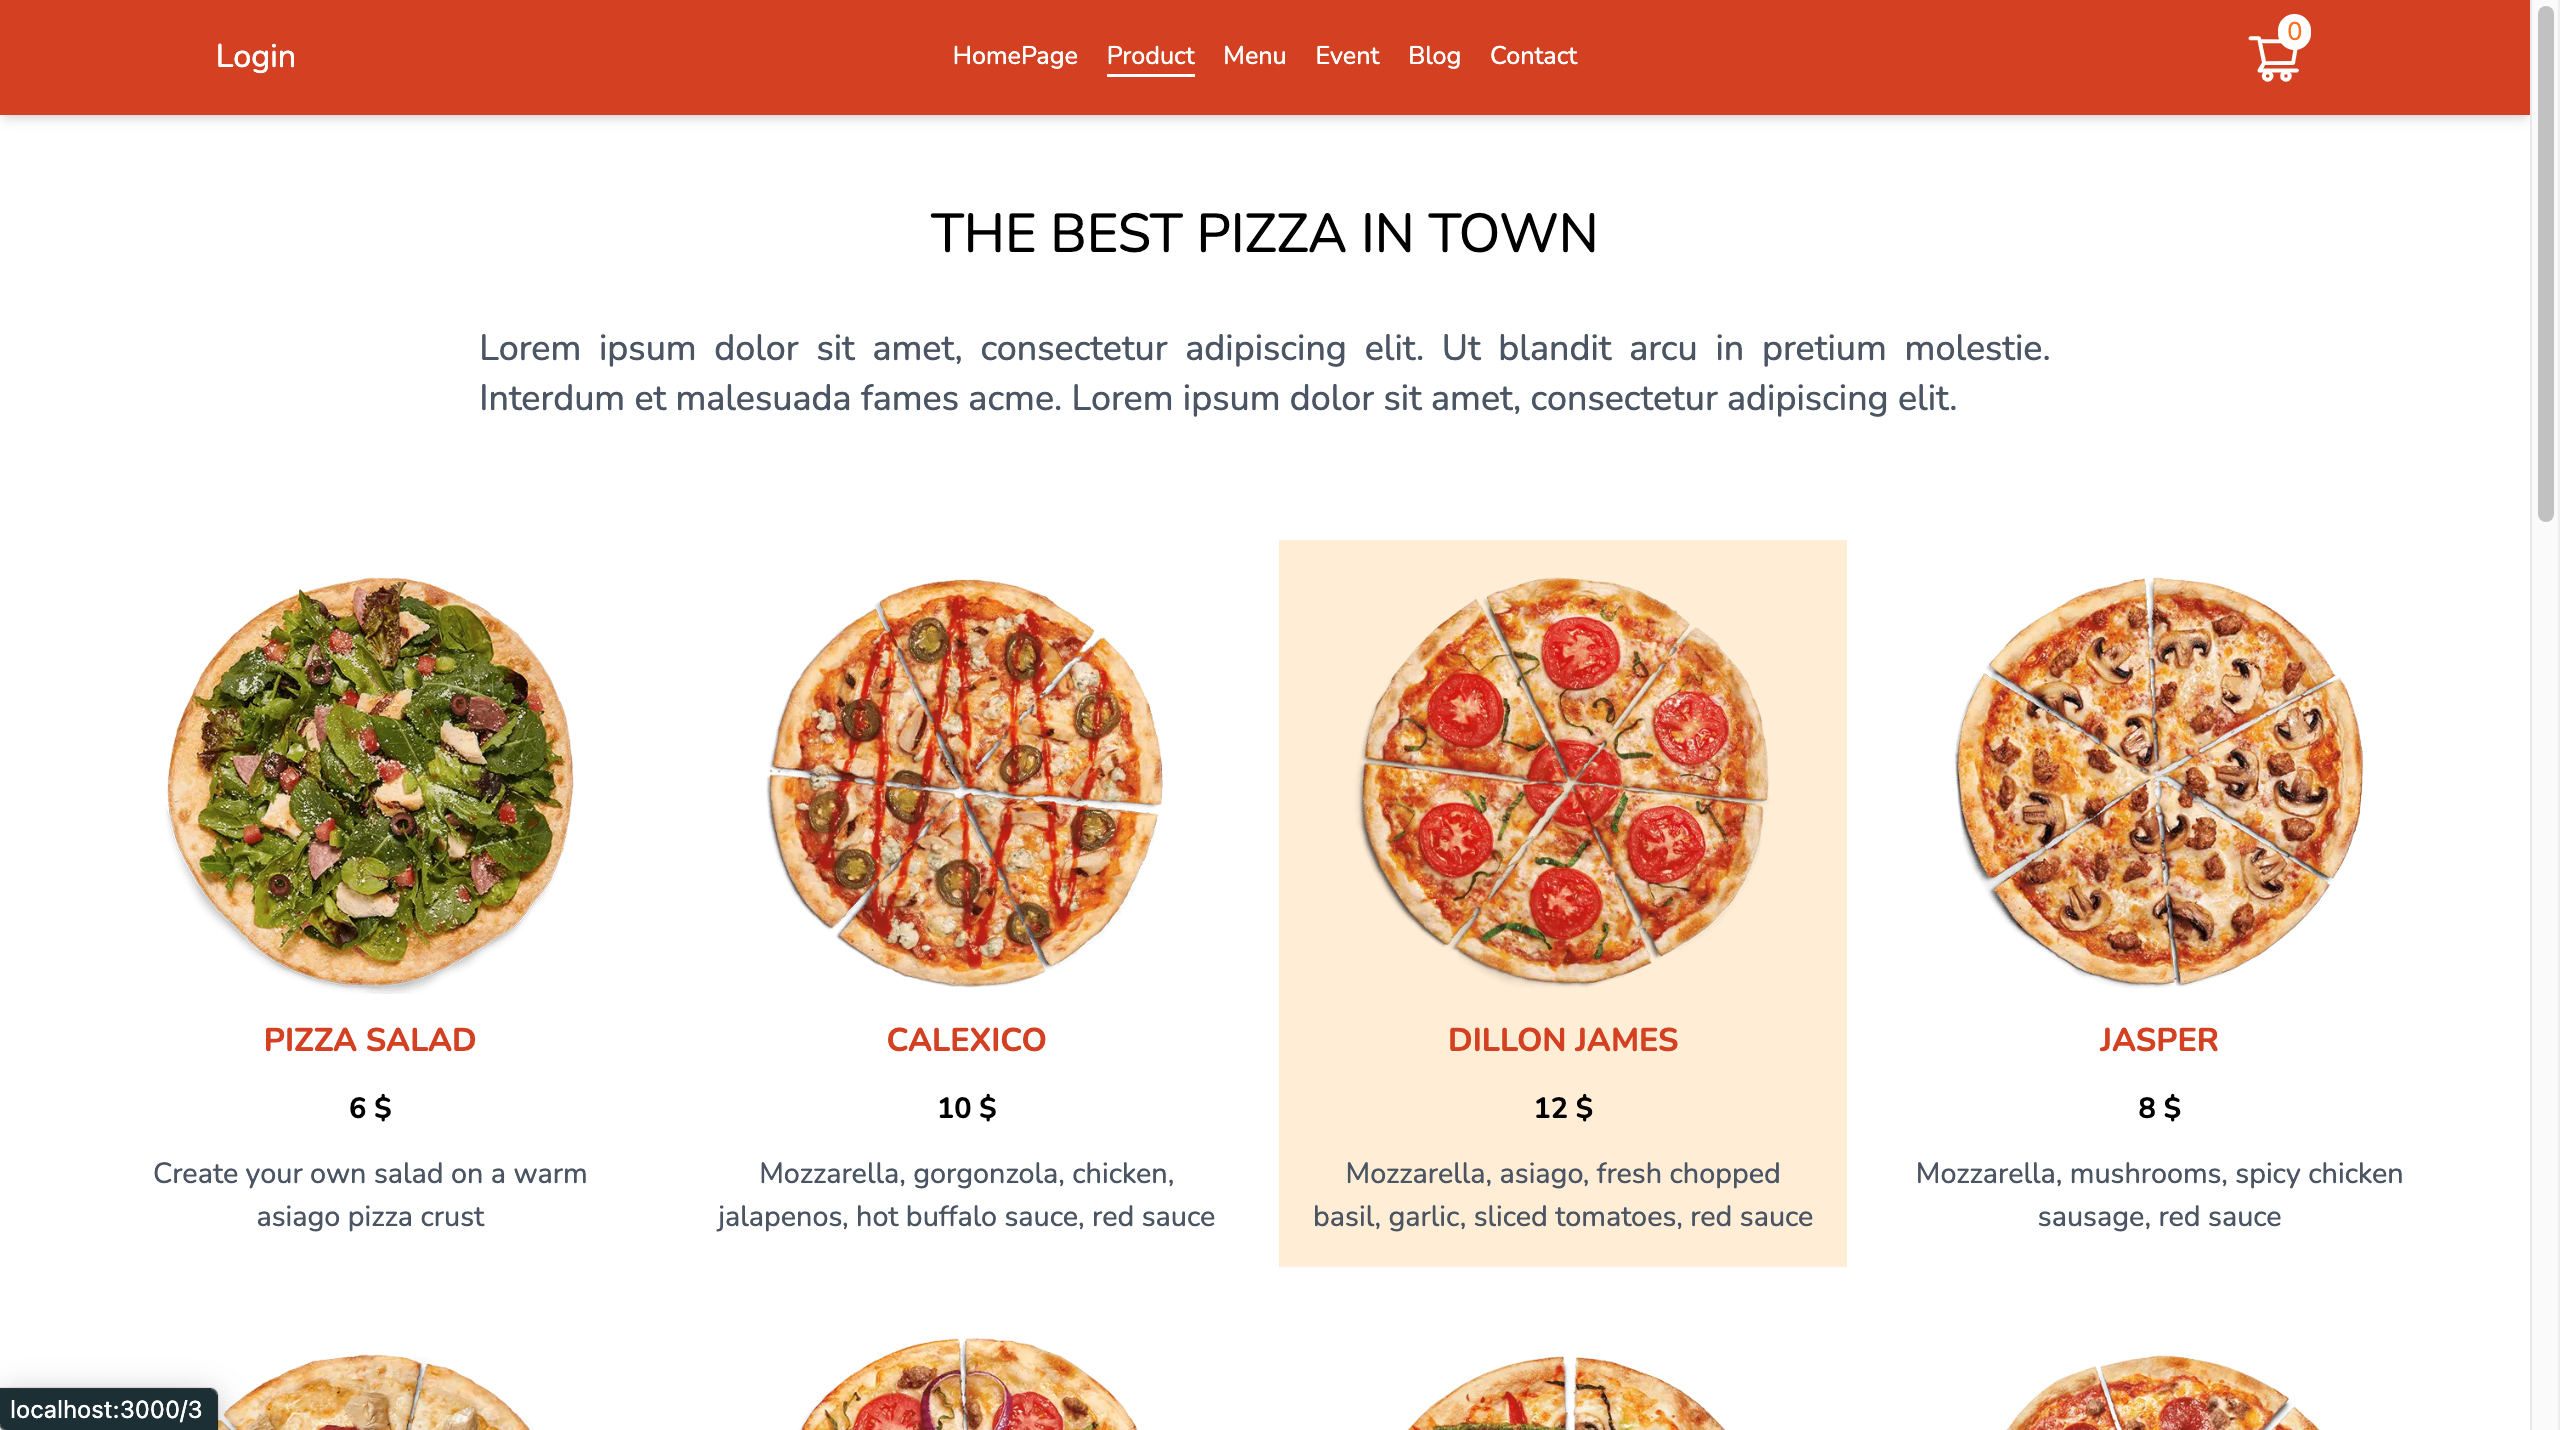 Login HomePage Product Menu Event Blog Contact 0
THE BEST PIZZA IN TOWN
Lorem ipsum dolor sit amet, consectetur adipiscing elit. Ut blandit arcu in pretium molestie.
Interdum et malesuada fames acme. Lorem ipsum dolor sit amet, consectetur adipiscing elit.
PIZZA SALAD
6 $
Create your own salad on a warm
asiago pizza crust
CALEXICO
10 $
Mozzarella, gorgonzola, chicken,
jalapenos, hot buffalo sauce, red sauce
DILLON JAMES
12 $
Mozzarella, asiago, fresh chopped
basil, garlic, sliced tomatoes, red sauce
JASPER
8 $
Mozzarella, mushrooms, spicy chicken
sausage, red sauce
localhost:3000/3